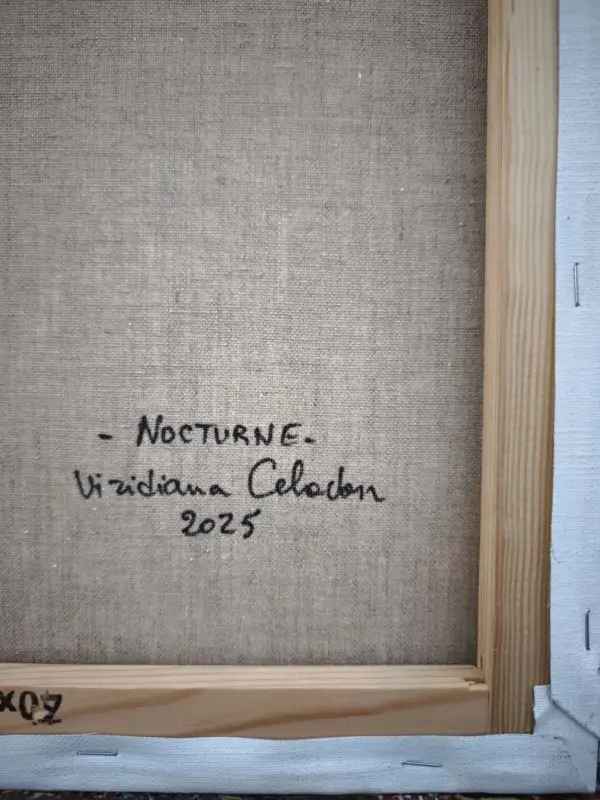 - NOCTURNE -
Viridiana Celadon
2025